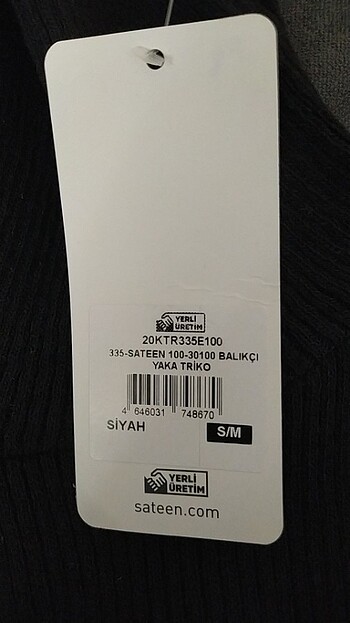 YERLİ
ÜRETİM
20KTR335E100
335-SATEEN 100-30100 BALIKÇI
YAKA TRİKO
4 646031 748670
SİYAH
S/M
YERLİ
ÜRETİM
sateen.com